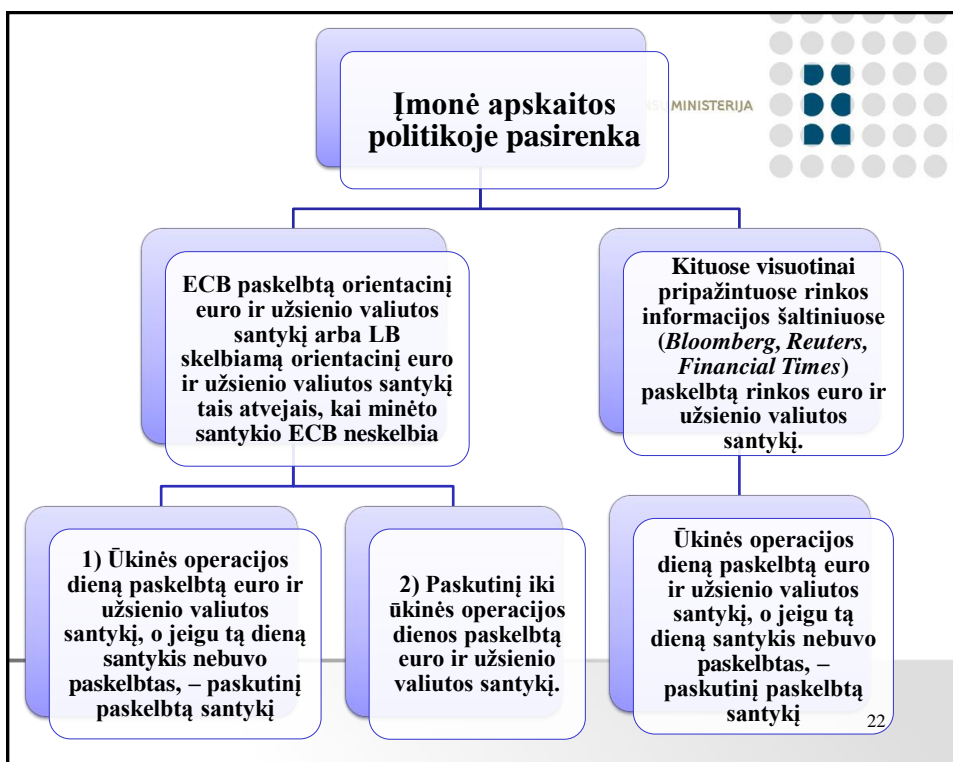 Įmonė apskaitos
politikoje pasirenka
MINISTERIJA
ECB paskelbtą orientacinį
euro ir užsienio valiutos
santykį arba LB
skelbiamą orientacinį euro
ir užsienio valiutos santykį
tais atvejais, kai minėto
santykio ECB neskelbia
Kituose visuotinai
pripažintuose rinkos
informacijos šaltiniuose
(Bloomberg, Reuters,
Financial Times)
paskelbtą rinkos euro ir
užsienio valiutos
santykį.
1) Ūkinės operacijos
dieną paskelbtą euro ir
užsienio valiutos
santykį, o jeigu tą dieną
santykis nebuvo
paskelbtas, – paskutinį
paskelbtą santykį
2) Paskutinį iki
ūkinės operacijos
dienos paskelbtą
euro ir užsienio
valiutos santykį.
Ūkinės operacijos
dieną paskelbtą euro
ir užsienio valiutos
santykį, o jeigu tą
dieną santykis nebuvo
paskelbtas, –
paskutinį paskelbtą
santykį
22